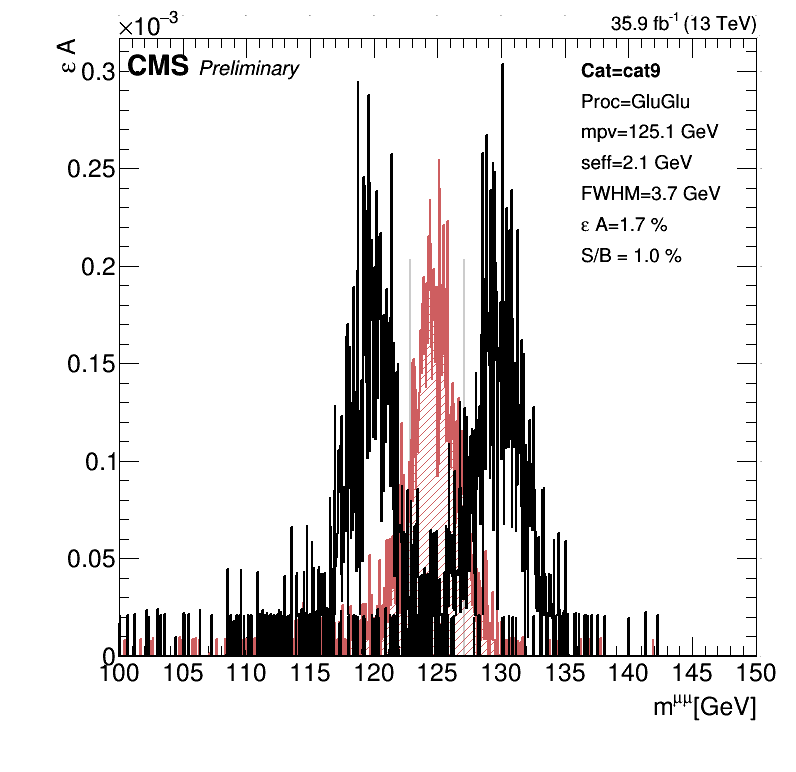 ×10⁻³
35.9 fb⁻¹ (13 TeV)
ε A
CMS Preliminary
Cat=cat9
Proc=GluGlu
mpv=125.1 GeV
seff=2.1 GeV
FWHM=3.7 GeV
ε A=1.7 %
S/B = 1.0 %
0.3
0.25
0.2
0.15
0.1
0.05
0
100 105 110 115 120 125 130 135 140 145 150
m^μμ[GeV]